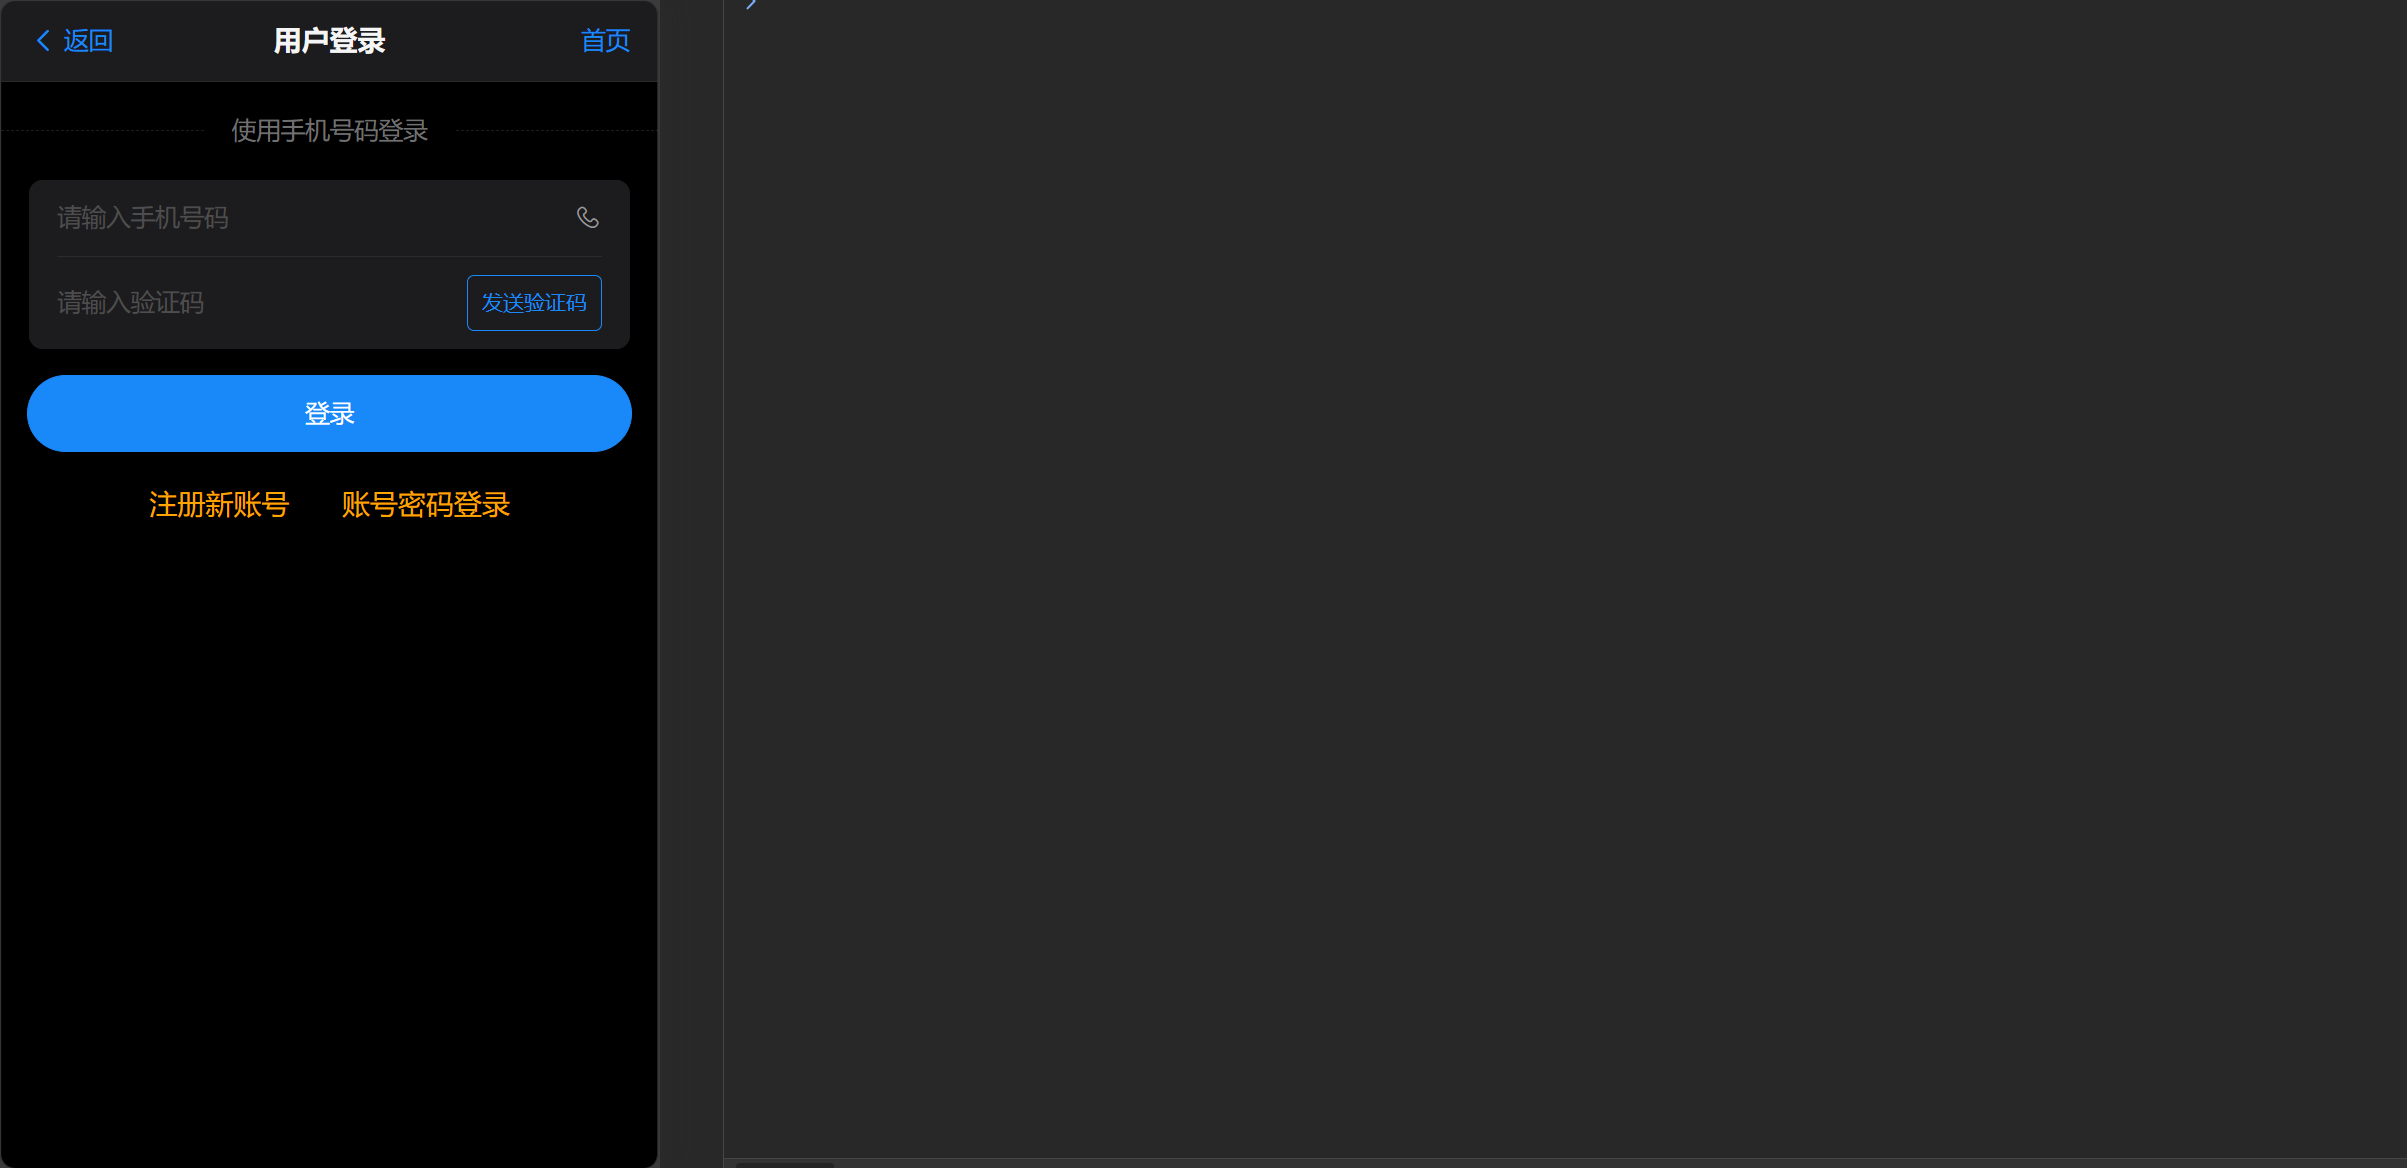 返回 用户登录 首页
使用手机号码登录
请输入手机号码
请输入验证码 发送验证码
登录
注册新账号 账号密码登录